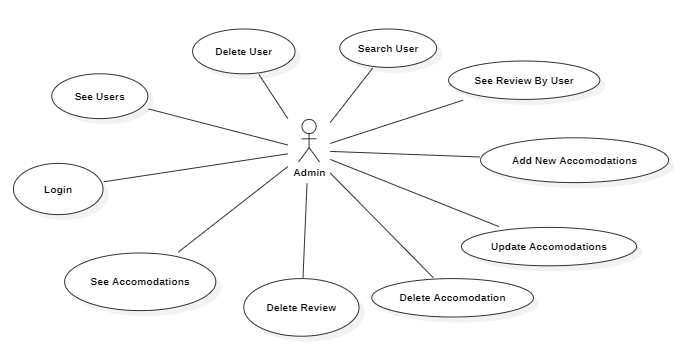 Delete User
Search User
See Review By User
See Users
Add New Accomodations
Admin
Login
Update Accomodations
See Accomodations
Delete Accomodation
Delete Review